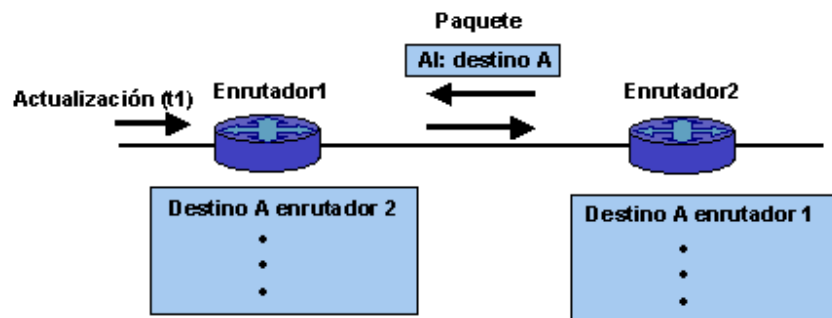 Paquete
Al: destino A
Actualización (t1)
Enrutador1
Enrutador2
Destino A enrutador 2
Destino A enrutador 1